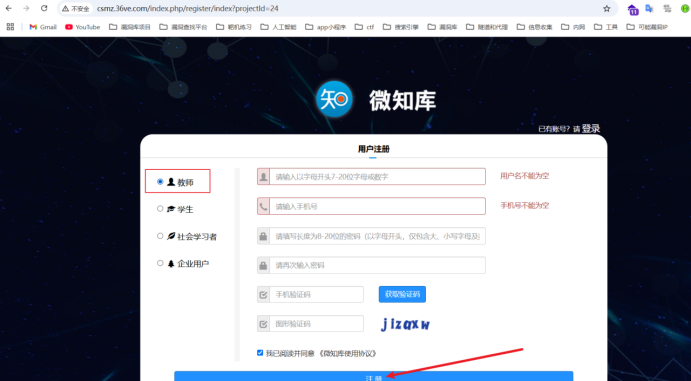 不安全 csmz.36ve.com/index.php/register/index?projectId=24
Gmail YouTube 漏洞库项目 漏洞查找平台 靶机练习 人工智能 app小程序 ctf 搜索引擎 漏洞库 隧道和代理 信息收集 内网 工具 可能漏洞IP
11
知 微知库
已有账号? 请 登录
用户注册
教师
请输入以字母开头7-20位字母或数字
用户名不能为空
学生
请输入手机号
手机号不能为空
社会学习者
请填写长度为8-20位的密码（以字母开头、仅包含大、小写字母及
企业用户
请再次输入密码
手机验证码
获取验证码
图形验证码
jizqxw
我已阅读并同意 《微知库使用协议》
注 册